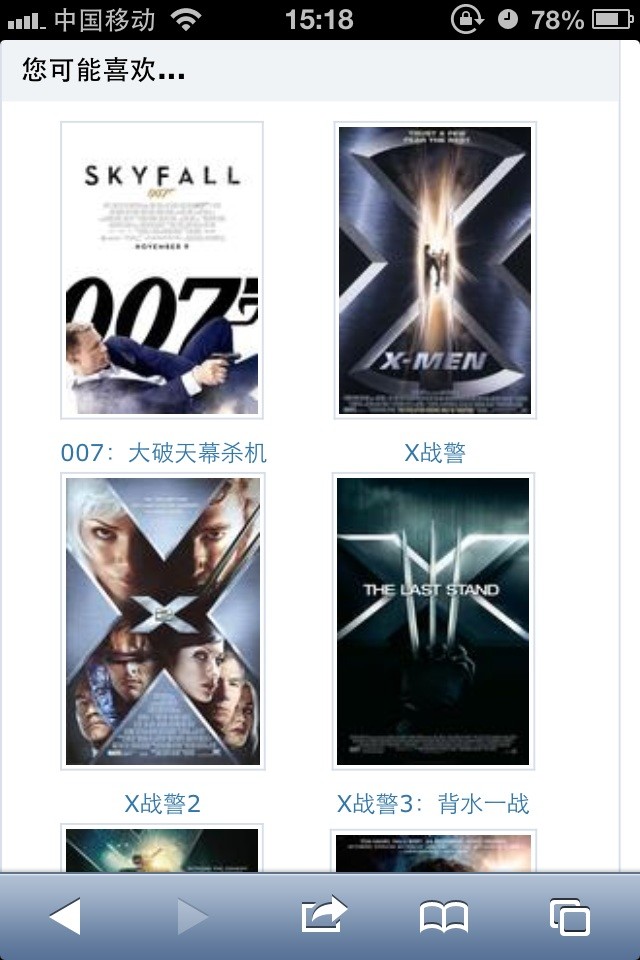 中国移动 15:18 78%
您可能喜欢...
SKYFALL
007
NOVEMBER 9
007
TRUST A FEW
FEAR THE REST
X-MEN
007：大破天幕杀机
X战警
THE LAST STAND
X战警2
X战警3：背水一战